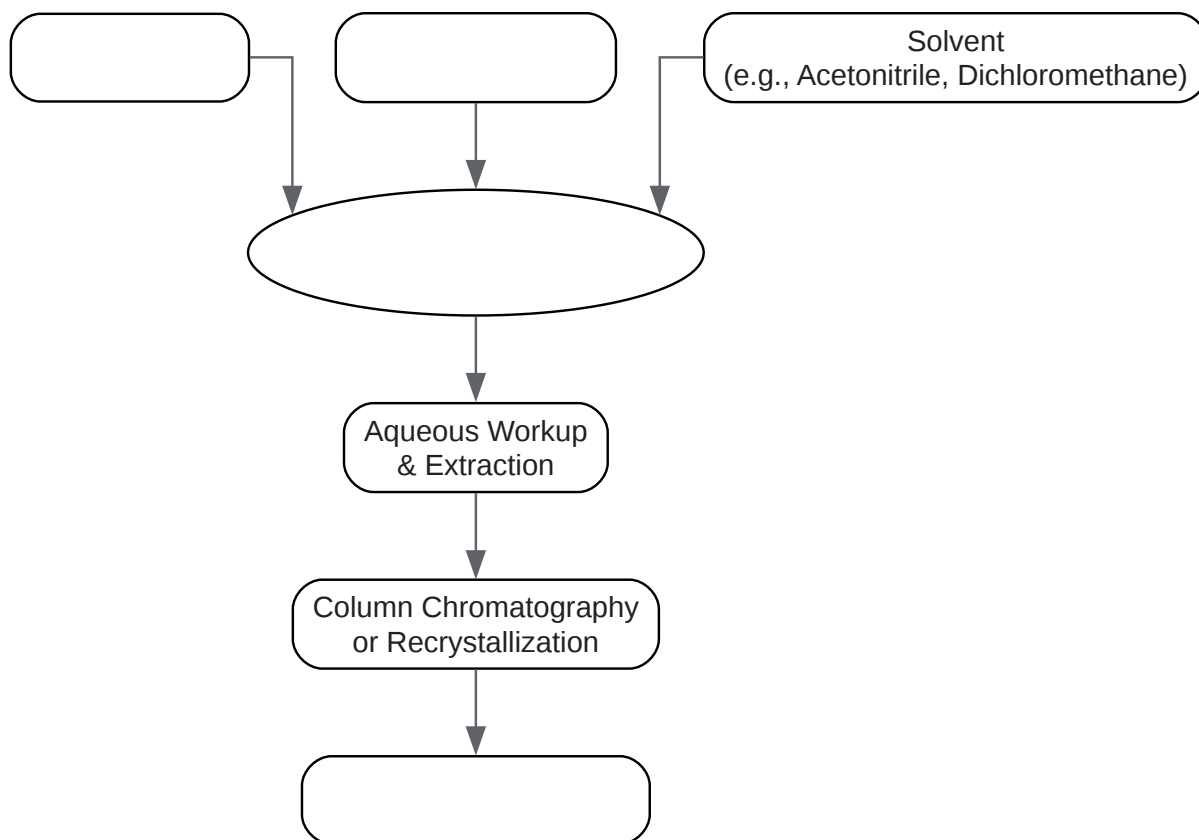 Solvent
(e.g., Acetonitrile, Dichloromethane)
Aqueous Workup
& Extraction
Column Chromatography
or Recrystallization